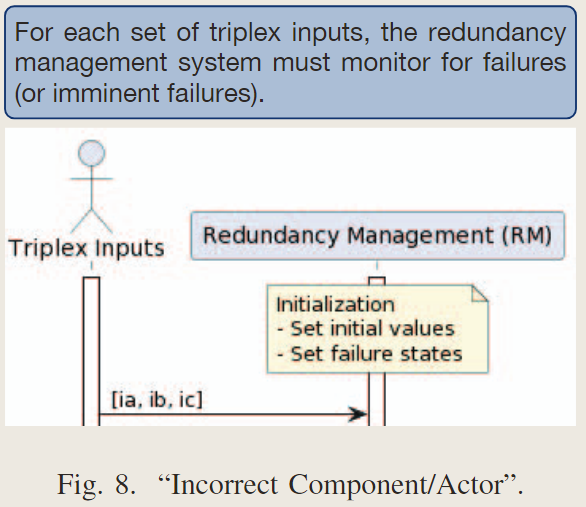 For each set of triplex inputs, the redundancy
management system must monitor for failures
(or imminent failures).
Triplex Inputs
Redundancy Management (RM)
Initialization
- Set initial values
- Set failure states
[ia, ib, ic]
Fig. 8. “Incorrect Component/Actor”.